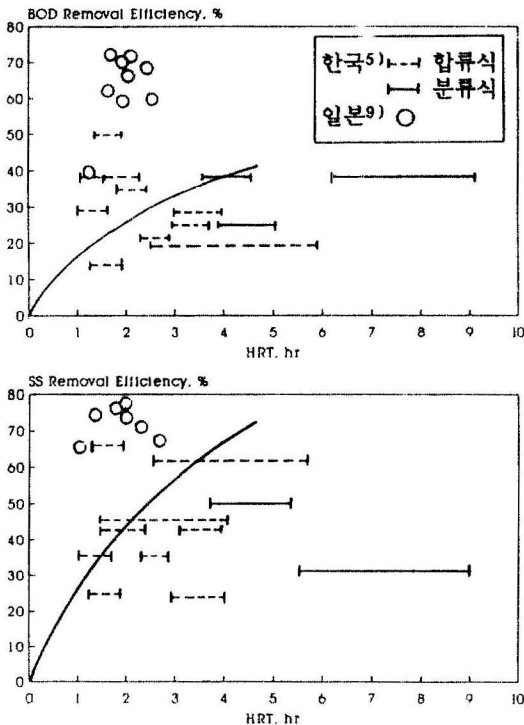 BOD Removal Efficiency, %
80
70
60
50
40
30
20
10
0
한국5) 합류식
분류식
일본9)
0 1 2 3 4 5 6 7 8 9 10
HRT, hr
SS Removal Efficiency, %
80
70
60
50
40
30
20
10
0
0 1 2 3 4 5 6 7 8 9 10
HRT, hr